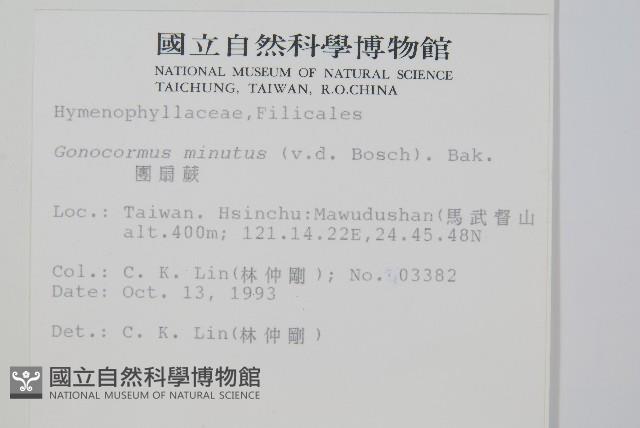 國立自然科學博物館
NATIONAL MUSEUM OF NATURAL SCIENCE
TAICHUNG, TAIWAN, R.O.CHINA
Hymenophyllaceae,Filicales
Gonocormus minutus (v.d. Bosch). Bak.
團扇蕨
Loc.: Taiwan. Hsinchu:Mawudushan(馬武督山
alt.400m; 121.14.22E,24.45.48N
Col.: C. K. Lin(林仲剛); No. 03382
Date: Oct. 13, 1993
Det.: C. K. Lin(林仲剛)
國立自然科學博物館
NATIONAL MUSEUM OF NATURAL SCIENCE